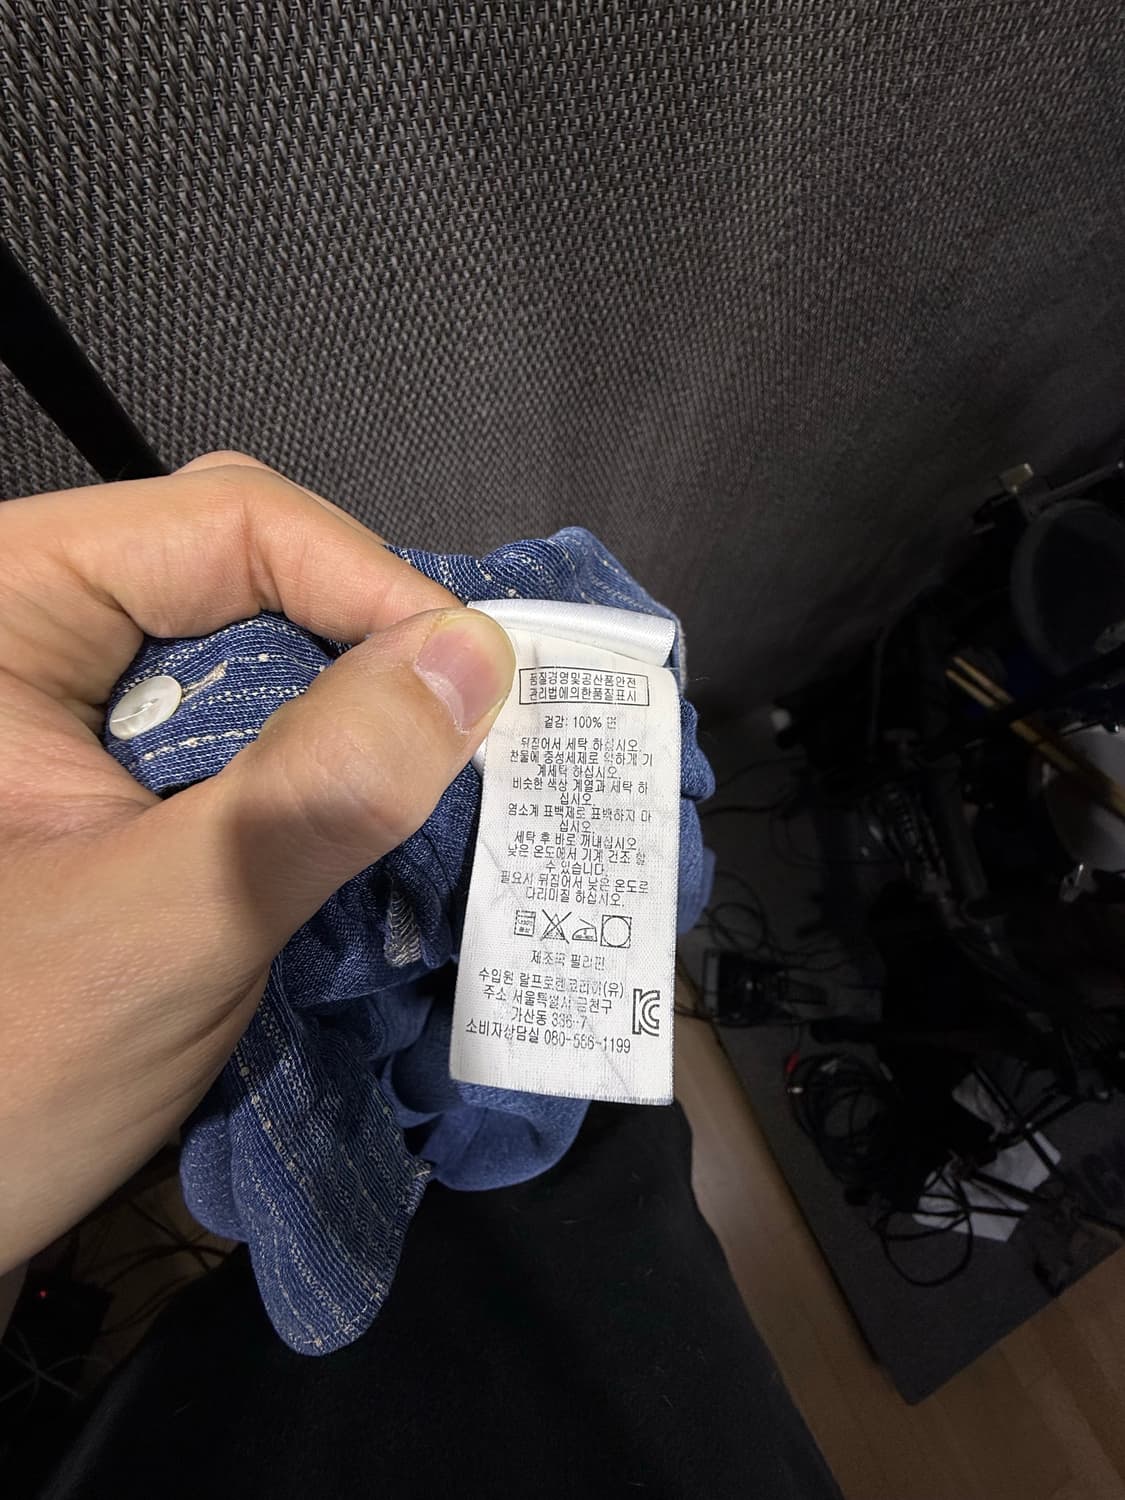 품질경영및공산품안전
관리법에의한품질표시
겉감: 100% 면
뒤집어서 세탁 하십시오.
찬물에 중성세제로 약하게 기
계세탁 하십시오.
비슷한 색상 계열과 세탁 하
십시오.
염소계 표백제로 표백하지 마
십시오.
세탁 후 바로 꺼내십시오.
낮은 온도에서 기계 건조 할
수 있습니다.
필요시 뒤집어서 낮은 온도로
다리미질 하십시오.
제조국 필리핀
수입원 랄프로렌코리아(유)
주소 서울특별시 금천구
가산동 336-7
소비자상담실 080-566-1199